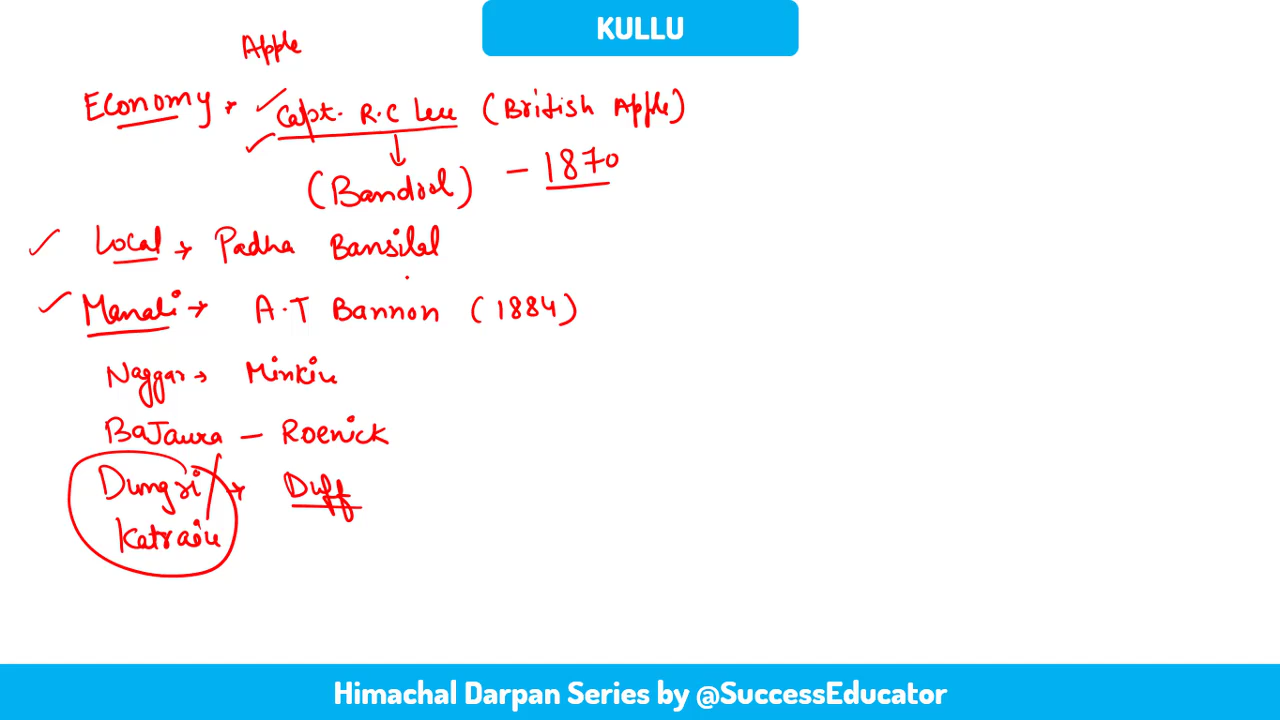 KULLU
Apple
Economy → Capt. R.C Lee (British Apple)
(Bandrol) - 1870
Local → Padha Bansilal
Manali → A.T Bannon (1884)
Naggar → Minkin
BaJaura - Roenick
Dungri / → Duff
Katrain
Himachal Darpan Series by @SuccessEducator